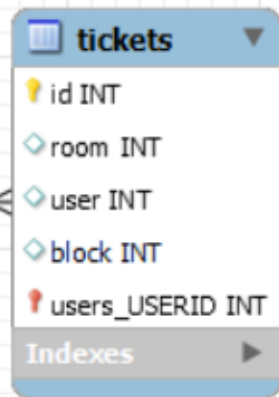 tickets
id INT
room INT
user INT
block INT
users_USERID INT
Indexes